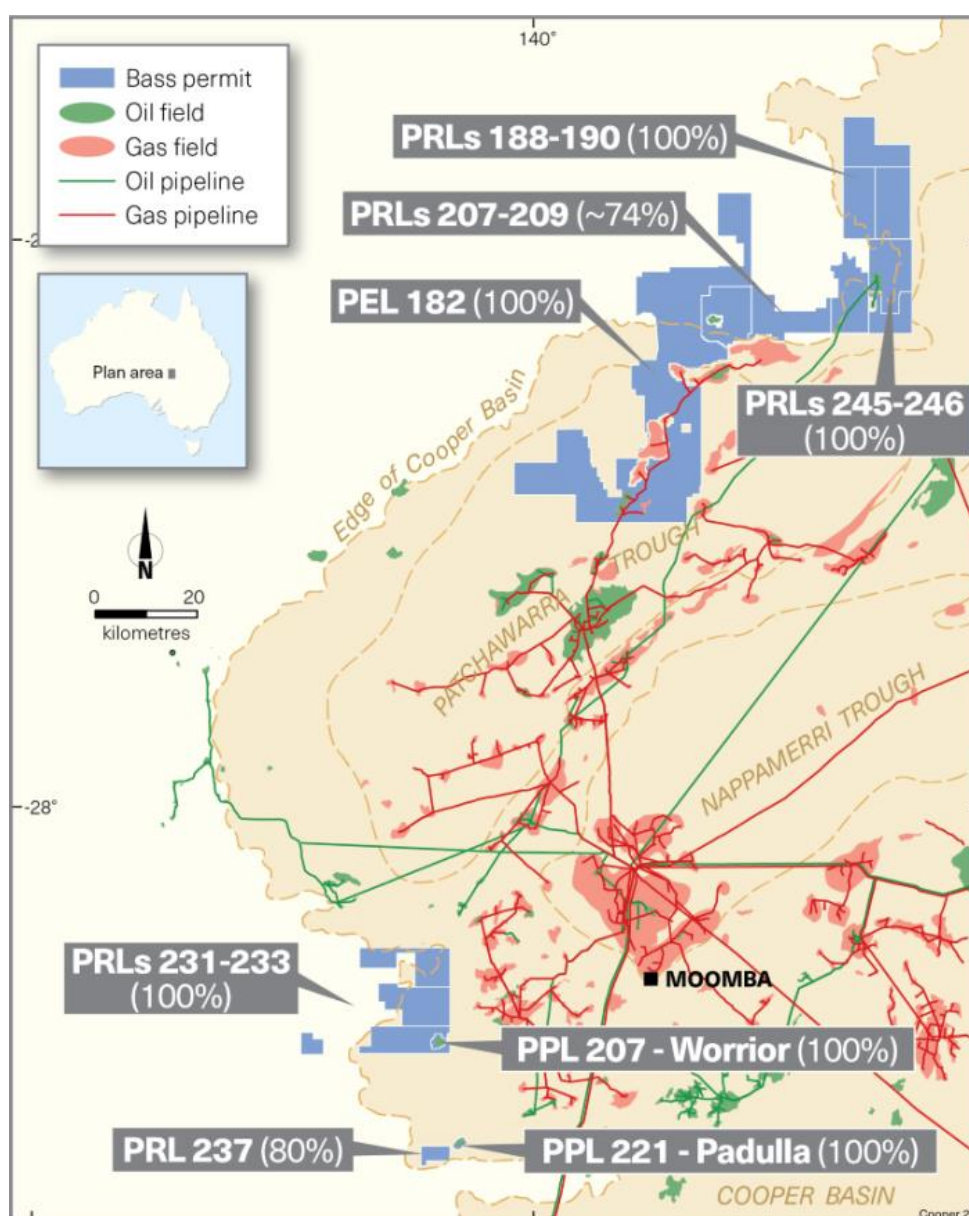 140°
Bass permit
Oil field
Gas field
Oil pipeline
Gas pipeline
PRLs 188-190 (100%)
PRLs 207-209 (~74%)
PEL 182 (100%)
Plan area
PRLs 245-246
(100%)
Edge of Cooper Basin
N
0 20
kilometres
PATCHAWARRA TROUGH
NAPPAMERRI TROUGH
-28°
PRLs 231-233
(100%)
MOOMBA
PPL 207 - Worrior (100%)
PRL 237 (80%)
PPL 221 - Padulla (100%)
COOPER BASIN